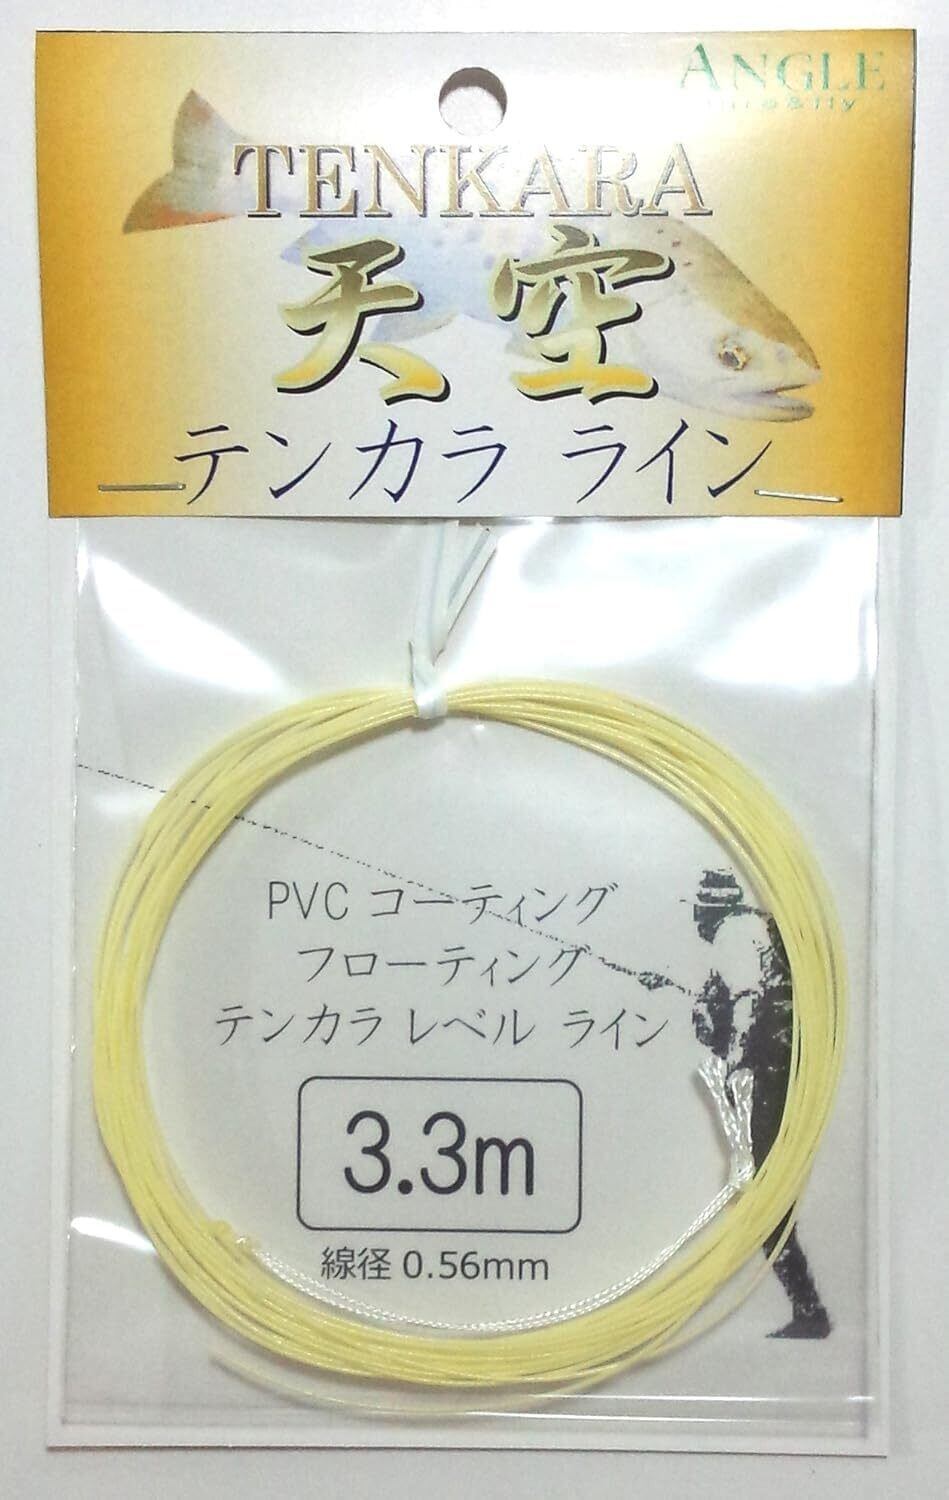 ANGLE
lure&fly
TENKARA
天空
テンカラ ライン
PVC コーティング
フローティング
テンカラ レベル ライン
3.3m
線径 0.56mm